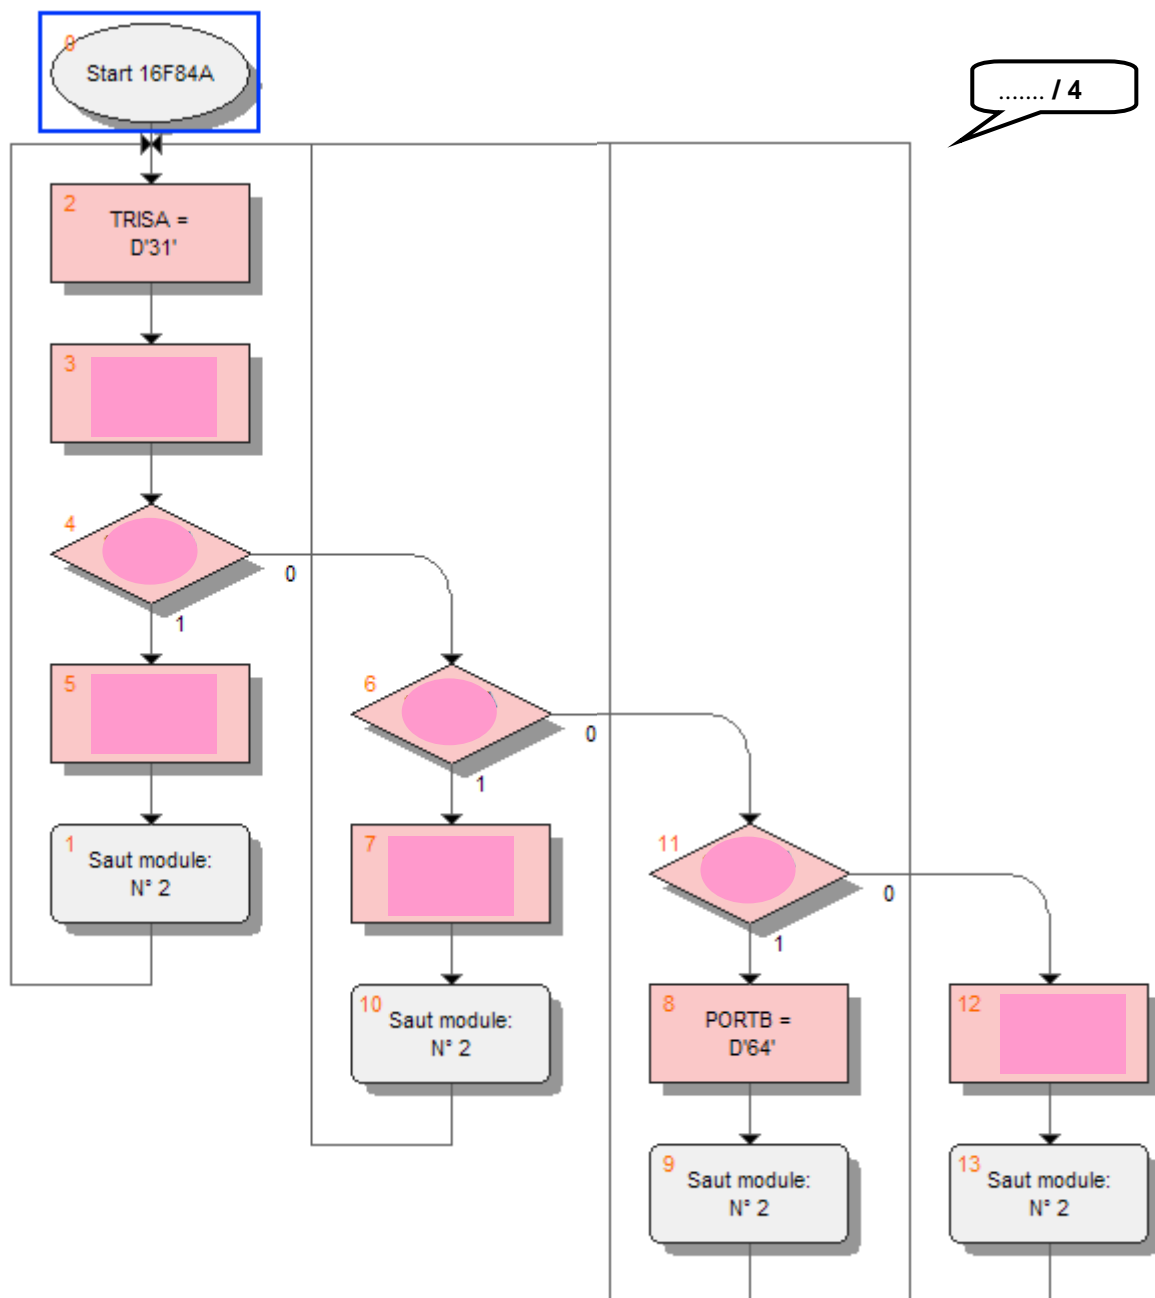 0
Start 16F84A
....... / 4
2
TRISA =
D'31'
3
4
0
1
5
6
0
1
1
Saut module:
N° 2
7
11
0
1
10
Saut module:
N° 2
8
PORTB =
D'64'
12
9
Saut module:
N° 2
13
Saut module:
N° 2